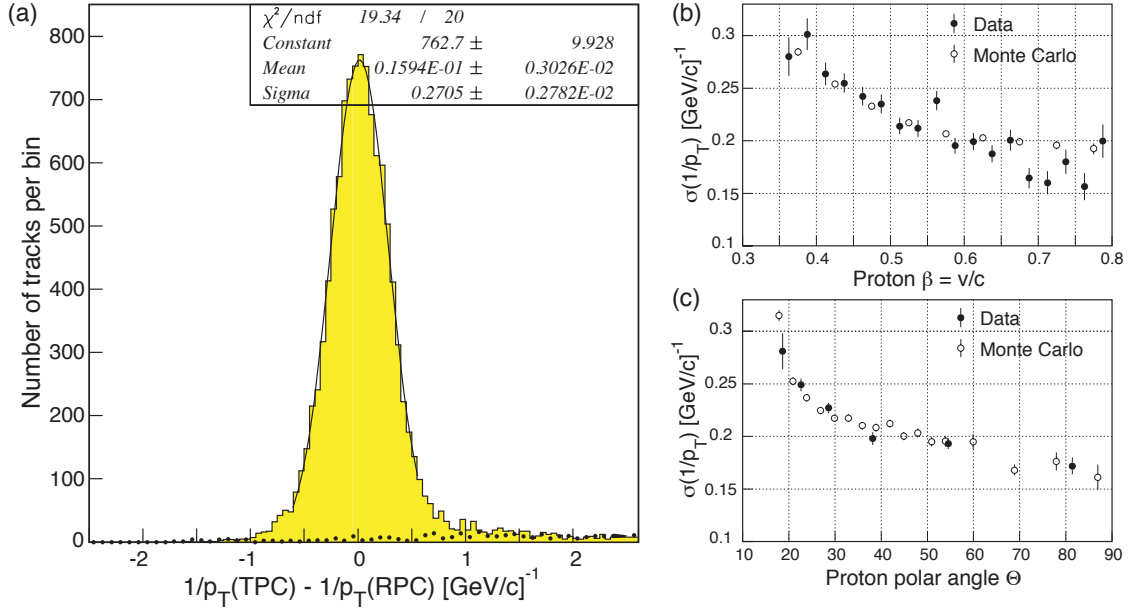 (a)
χ²/ndf 19.34 / 20
Constant 762.7 ± 9.928
Mean 0.1594E-01 ± 0.3026E-02
Sigma 0.2705 ± 0.2782E-02
800
700
600
500
400
300
200
100
0
Number of tracks per bin
-2 -1 0 1 2
1/p_T(TPC) - 1/p_T(RPC) [GeV/c]⁻¹
(b)
Data
Monte Carlo
0.3
0.25
0.2
0.15
0.1
σ(1/p_T) [GeV/c]⁻¹
0.3 0.4 0.5 0.6 0.7 0.8
Proton β = v/c
(c)
Data
Monte Carlo
0.3
0.25
0.2
0.15
0.1
σ(1/p_T) [GeV/c]⁻¹
10 20 30 40 50 60 70 80 90
Proton polar angle Θ